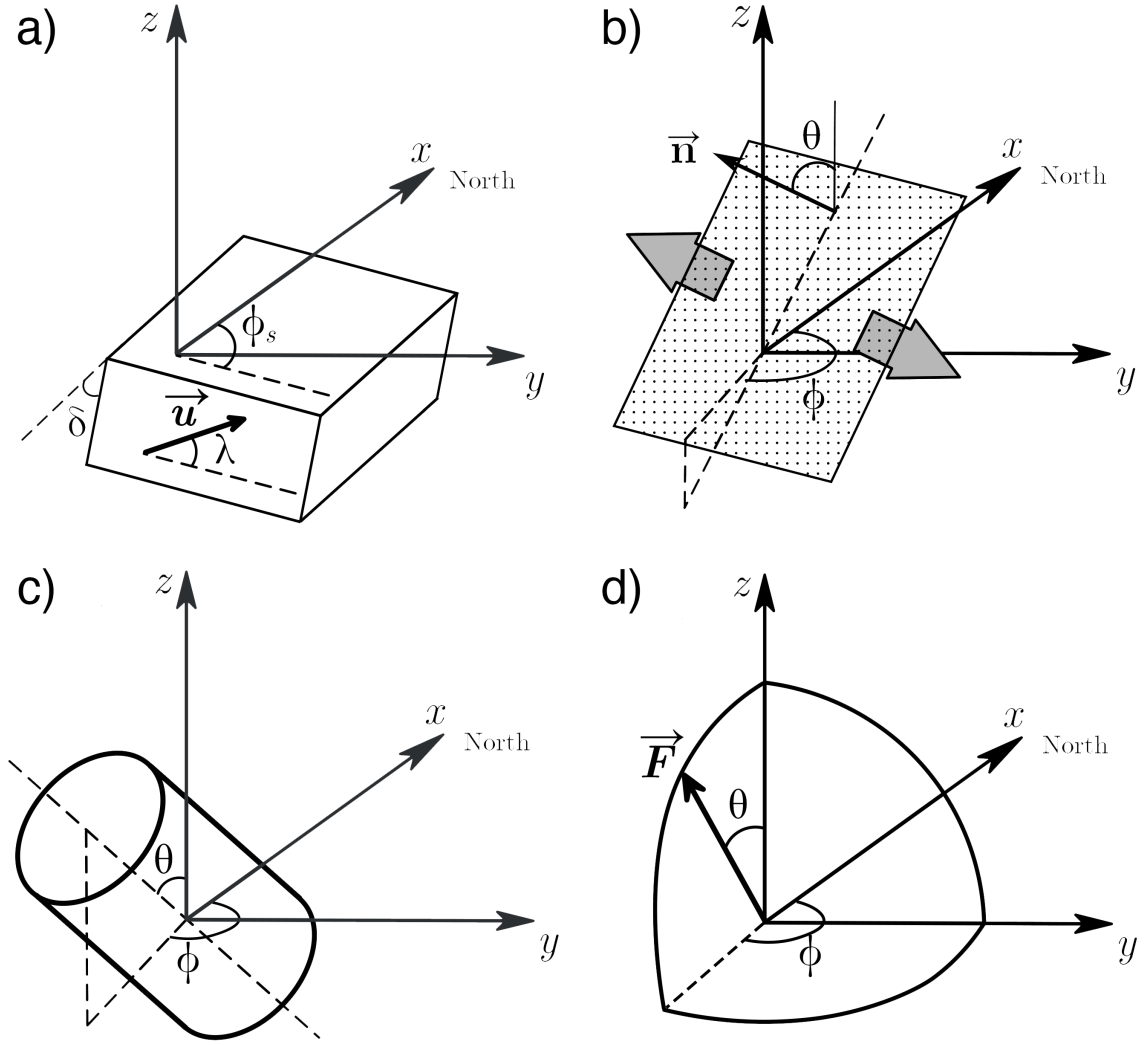 a)
z
x
North
ϕs
y
δ
u
λ
b)
z
n
θ
x
North
y
ϕ
c)
z
x
North
θ
y
ϕ
d)
z
x
North
F
θ
y
ϕ